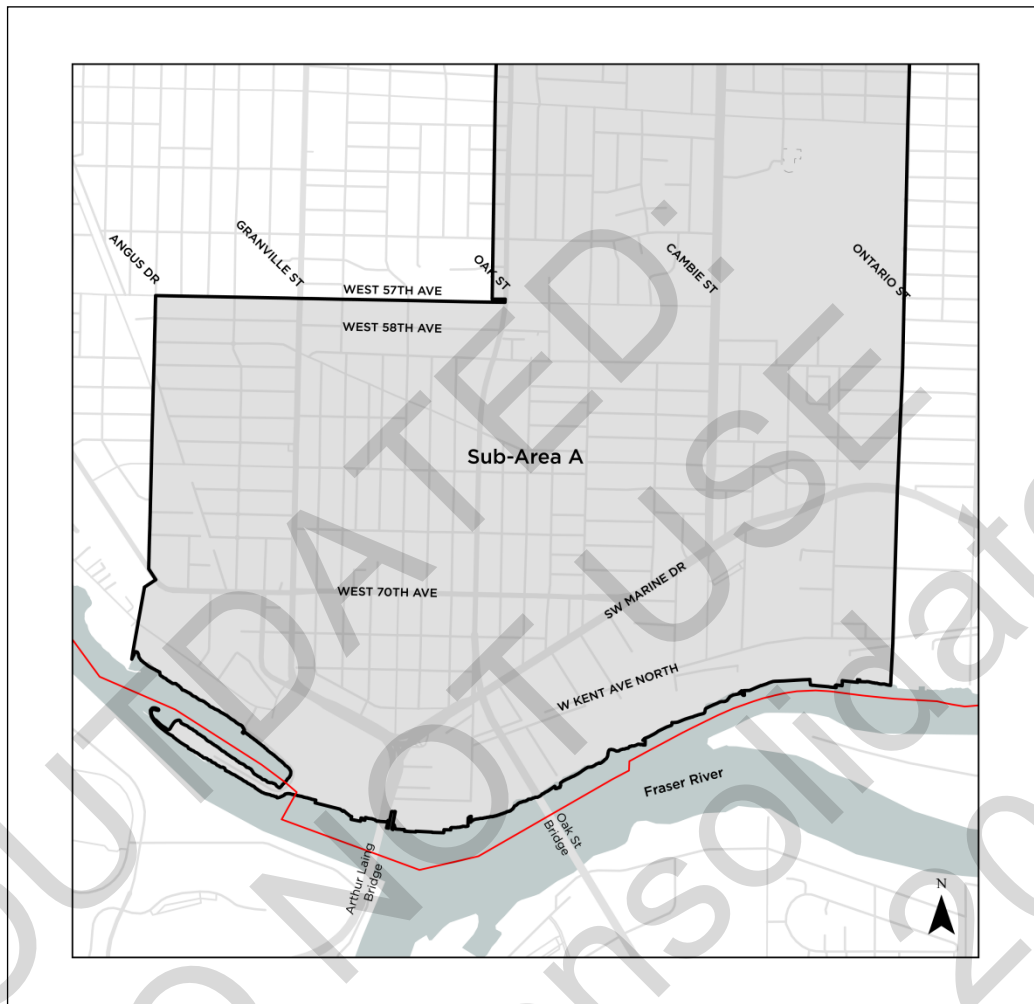 ANGUS DR
GRANVILLE ST
OAK ST
CAMBIE ST
ONTARIO ST
WEST 57TH AVE
WEST 58TH AVE
Sub-Area A
WEST 70TH AVE
SW MARINE DR
W KENT AVE NORTH
Fraser River
Arthur Laing
Bridge
Oak St
Bridge
N
OUTDATED:
DO NOT USE